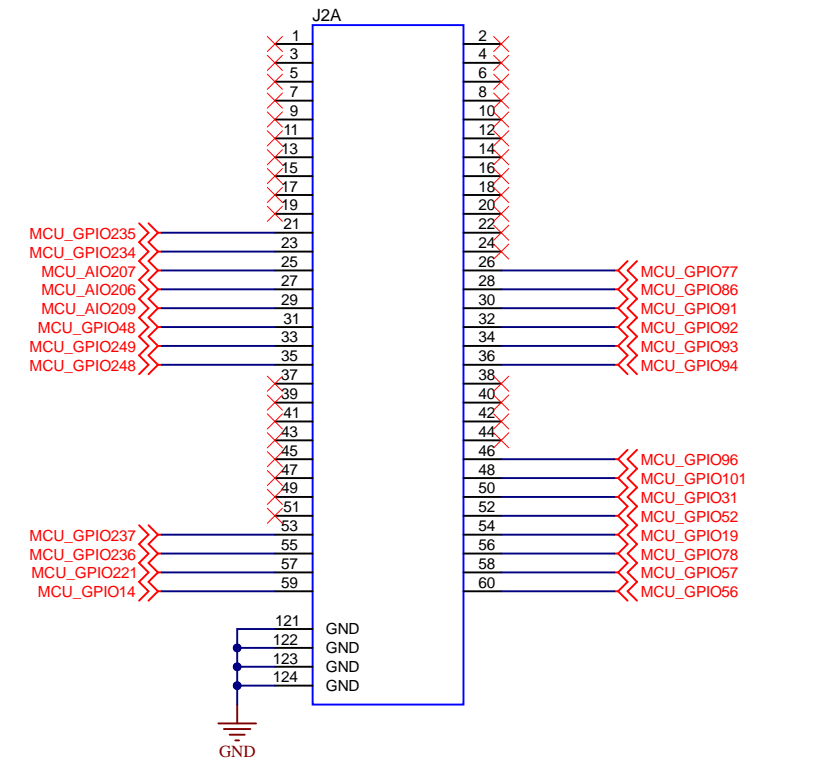 J2A
1 2
3 4
5 6
7 8
9 10
11 12
13 14
15 16
17 18
19 20
MCU_GPIO235 21 22
MCU_GPIO234 23 24
MCU_AIO207 25 26 MCU_GPIO77
MCU_AIO206 27 28 MCU_GPIO86
MCU_AIO209 29 30 MCU_GPIO91
MCU_GPIO48 31 32 MCU_GPIO92
MCU_GPIO249 33 34 MCU_GPIO93
MCU_GPIO248 35 36 MCU_GPIO94
37 38
39 40
41 42
43 44
45 46 MCU_GPIO96
47 48 MCU_GPIO101
49 50 MCU_GPIO31
51 52 MCU_GPIO52
MCU_GPIO237 53 54 MCU_GPIO19
MCU_GPIO236 55 56 MCU_GPIO78
MCU_GPIO221 57 58 MCU_GPIO57
MCU_GPIO14 59 60 MCU_GPIO56
121 GND
122 GND
123 GND
124 GND
GND